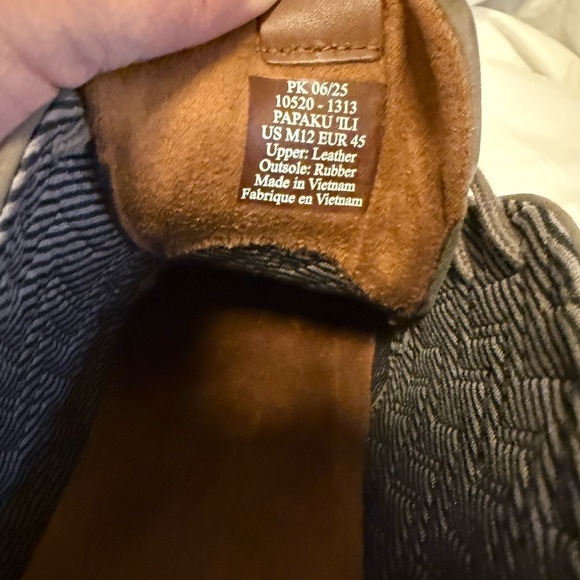 PK 06/25
10520 - 1313
PAPAKU 'ILI
US M12 EUR 45
Upper: Leather
Outsole: Rubber
Made in Vietnam
Fabrique en Vietnam